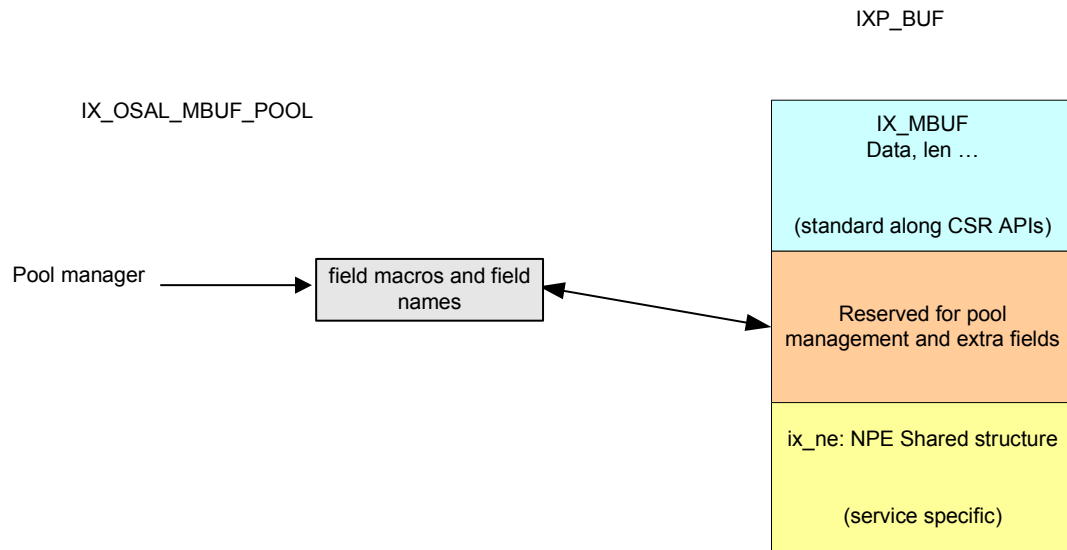 IXP_BUF
IX_OSAL_MBUF_POOL
IX_MBUF
Data, len …
(standard along CSR APIs)
Pool manager
field macros and field
names
Reserved for pool
management and extra fields
ix_ne: NPE Shared structure
(service specific)